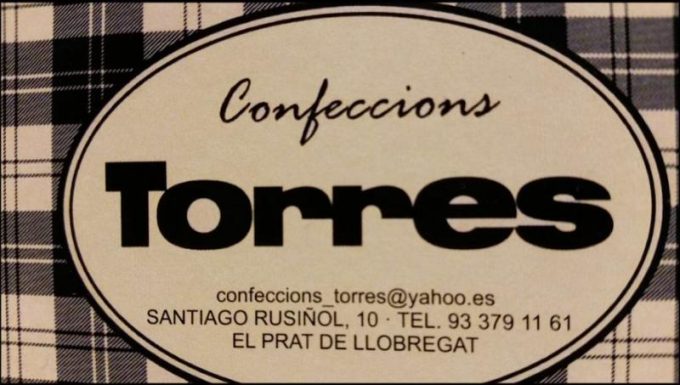 Confeccions
Torres
confeccions_torres@yahoo.es
SANTIAGO RUSIÑOL, 10 · TEL. 93 379 11 61
EL PRAT DE LLOBREGAT